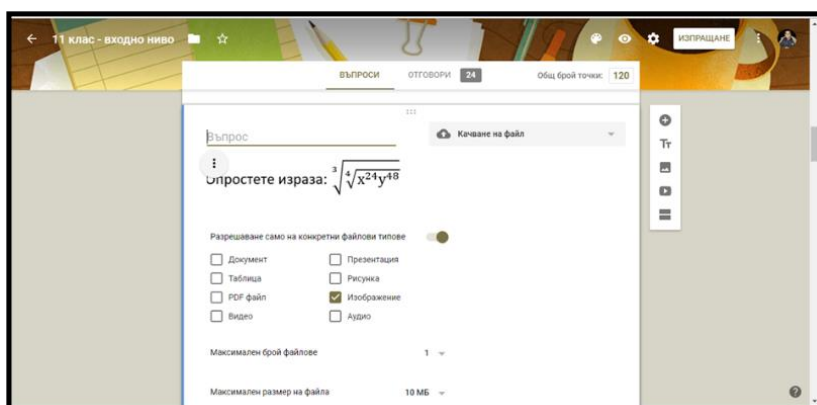 11 клас - входно ниво
ИЗПРАЩАНЕ
ВЪПРОСИ
ОТГОВОРИ 24
Общ брой точки: 120
Въпрос
Качване на файл
Опростете израза: ∛(∜(x²⁴y⁴⁸))
Тт
Разрешаване само на конкретни файлови типове
Документ
Презентация
Таблица
Рисунка
PDF файл
Изображение
Видео
Аудио
Максимален брой файлове 1
Максимален размер на файла 10 МБ